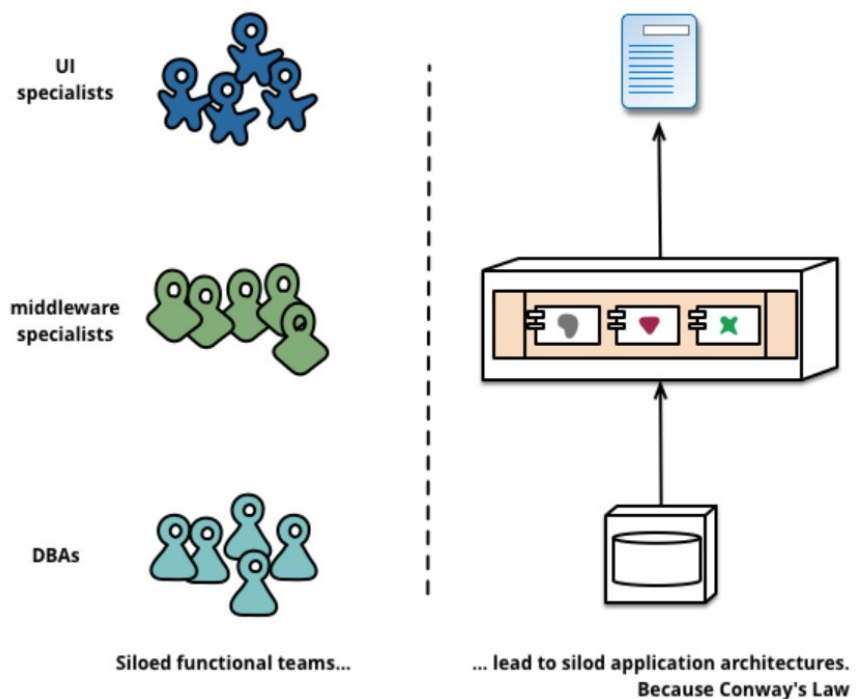 UI
specialists
middleware
specialists
DBAs
Siloed functional teams...
... lead to silod application architectures.
Because Conway's Law